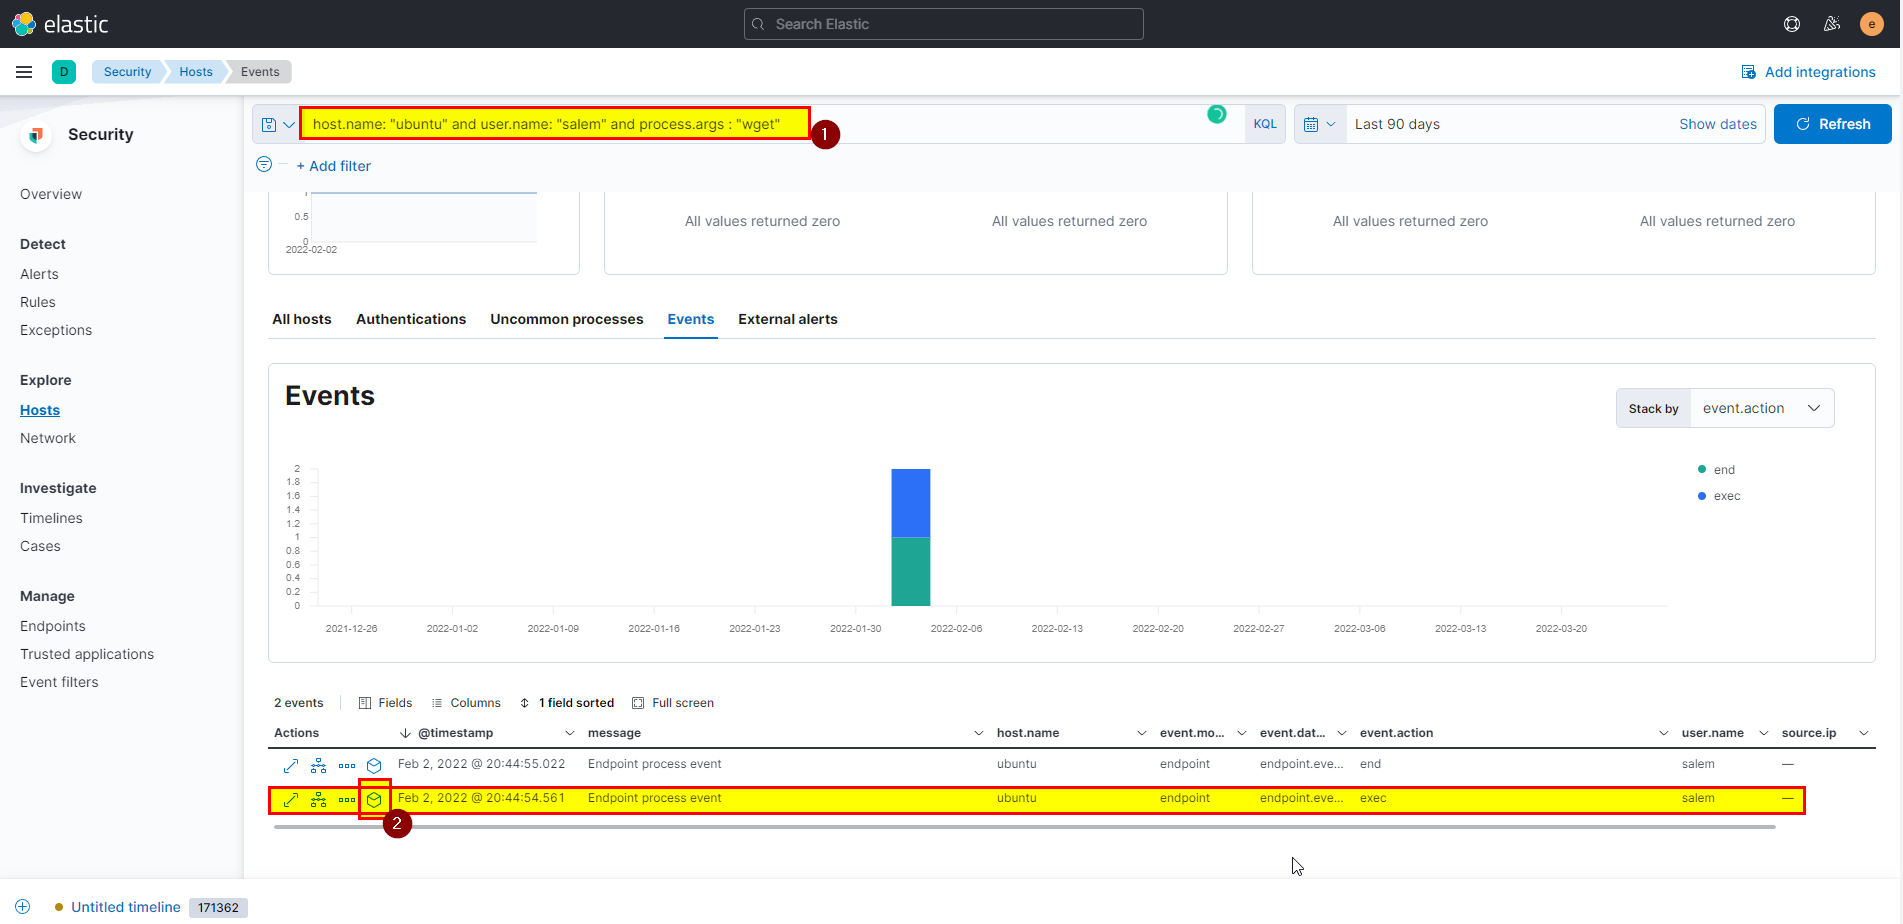 elastic
Search Elastic
e
D
Security
Hosts
Events
Add integrations
Security
host.name: "ubuntu" and user.name: "salem" and process.args : "wget"
1
KQL
Last 90 days
Show dates
Refresh
+ Add filter
Overview
Detect
Alerts
Rules
Exceptions
Explore
Hosts
Network
Investigate
Timelines
Cases
Manage
Endpoints
Trusted applications
Event filters
1
0.5
0
2022-02-02
All values returned zero
All values returned zero
All values returned zero
All values returned zero
All hosts
Authentications
Uncommon processes
Events
External alerts
Events
Stack by
event.action
2
1.8
1.6
1.4
1.2
1
0.8
0.6
0.4
0.2
0
2021-12-26
2022-01-02
2022-01-09
2022-01-16
2022-01-23
2022-01-30
2022-02-06
2022-02-13
2022-02-20
2022-02-27
2022-03-06
2022-03-13
2022-03-20
end
exec
2 events
Fields
Columns
1 field sorted
Full screen
Actions @timestamp message host.name event.mo... event.dat... event.action user.name source.ip
Feb 2, 2022 @ 20:44:55.022 Endpoint process event ubuntu endpoint endpoint.eve... end salem —
Feb 2, 2022 @ 20:44:54.561 Endpoint process event ubuntu endpoint endpoint.eve... exec salem —
2
Untitled timeline
171362